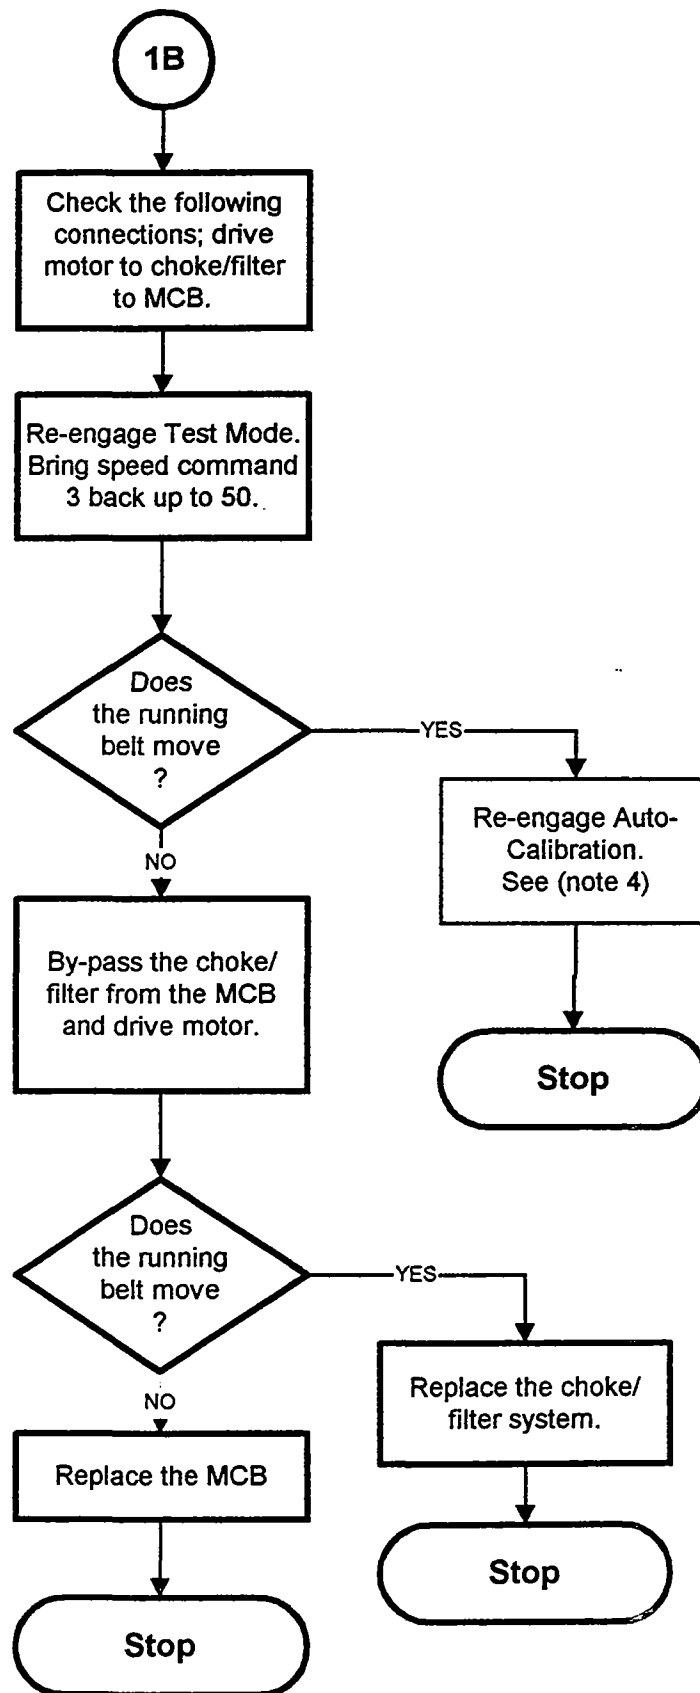 1B
Check the following
connections; drive
motor to choke/filter
to MCB.
Re-engage Test Mode.
Bring speed command
3 back up to 50.
Does
the running
belt move
?
YES
Re-engage Auto-
Calibration.
See (note 4)
Stop
NO
By-pass the choke/
filter from the MCB
and drive motor.
Does
the running
belt move
?
YES
Replace the choke/
filter system.
Stop
NO
Replace the MCB
Stop